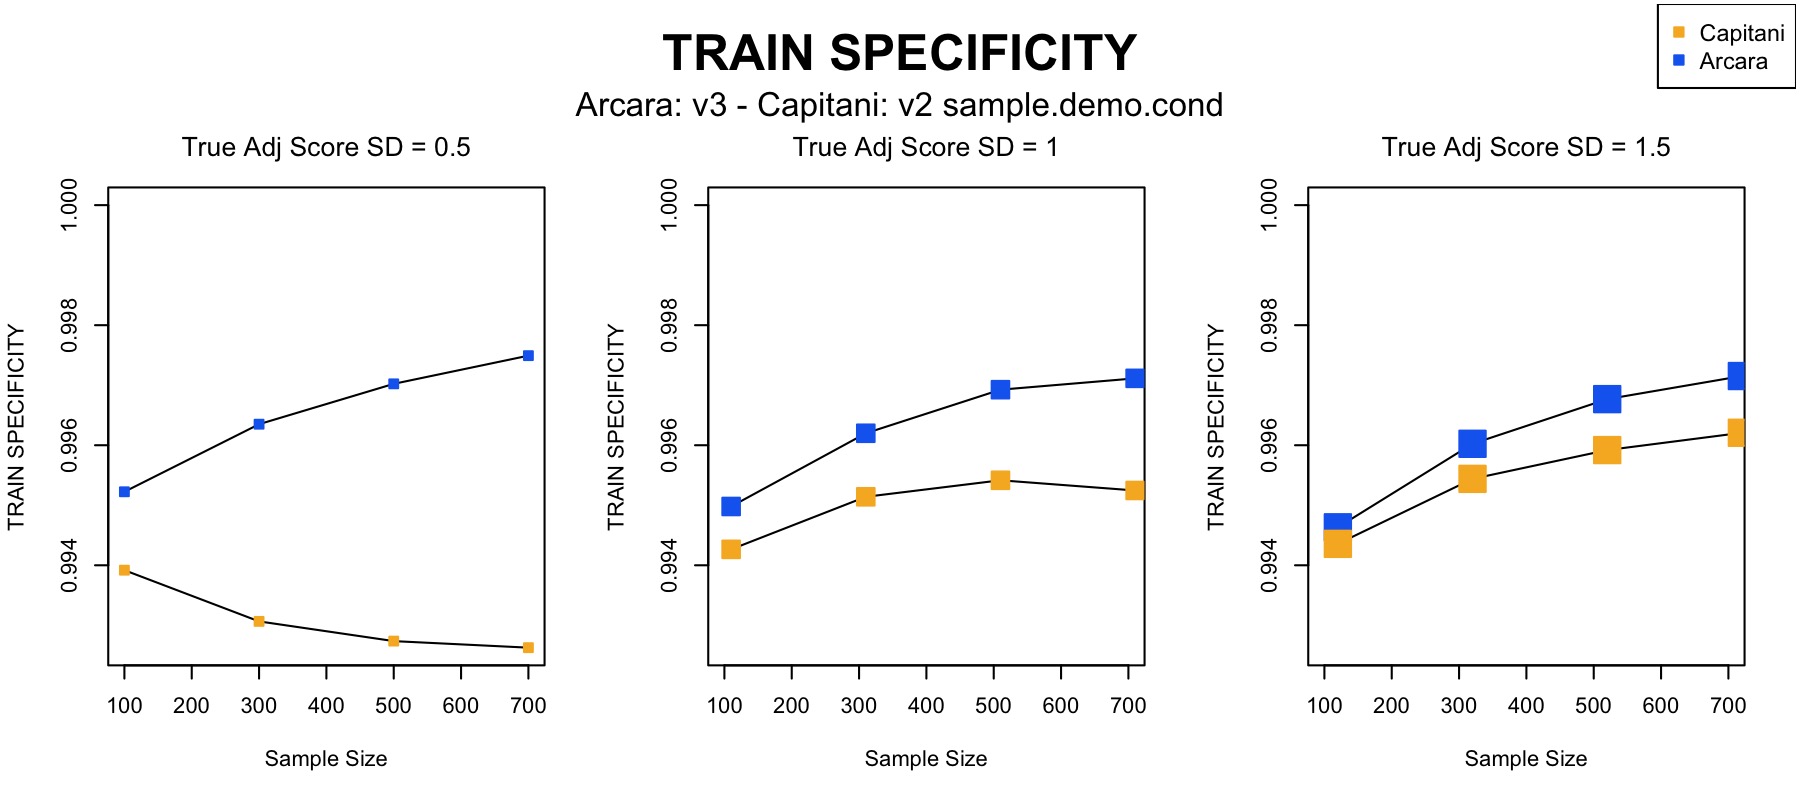 TRAIN SPECIFICITY
Arcara: v3 - Capitani: v2 sample.demo.cond
Capitani
Arcara
True Adj Score SD = 0.5
TRAIN SPECIFICITY
1.000
0.998
0.996
0.994
100 200 300 400 500 600 700
Sample Size
True Adj Score SD = 1
TRAIN SPECIFICITY
1.000
0.998
0.996
0.994
100 200 300 400 500 600 700
Sample Size
True Adj Score SD = 1.5
TRAIN SPECIFICITY
1.000
0.998
0.996
0.994
100 200 300 400 500 600 700
Sample Size